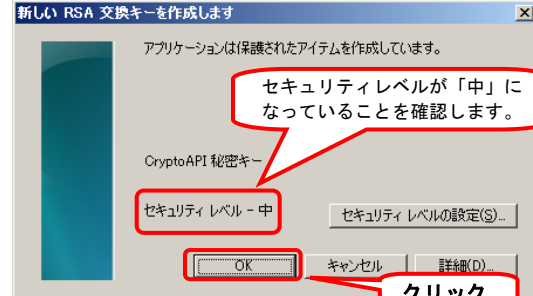 新しい RSA 交換キーを作成します
アプリケーションは保護されたアイテムを作成しています。
セキュリティレベルが「中」に
なっていることを確認します。
CryptoAPI 秘密キー
セキュリティ レベル - 中
セキュリティ レベルの設定(S)...
OK
キャンセル
詳細(D)...
クリック